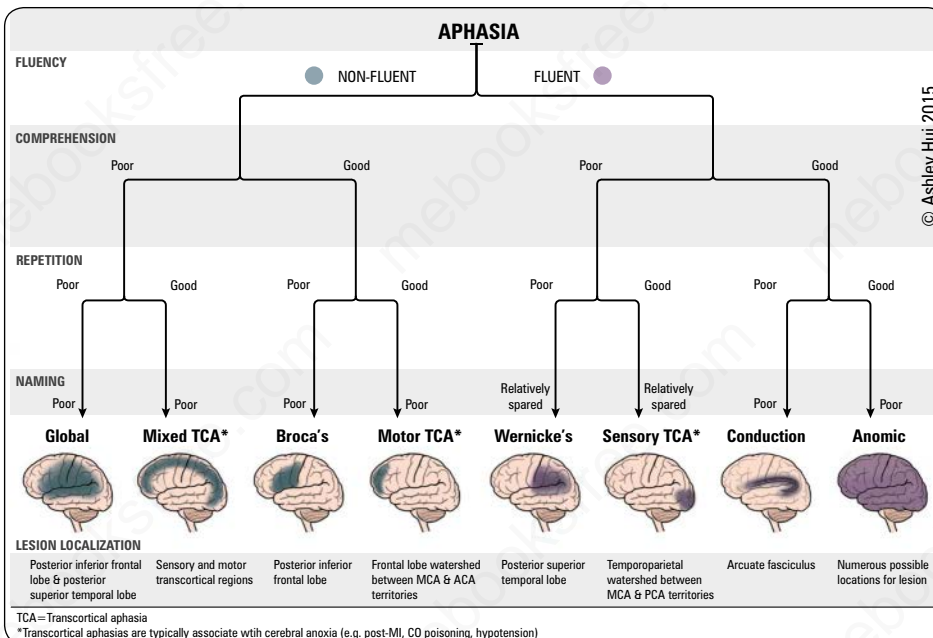 APHASIA
FLUENCY
NON-FLUENT FLUENT
COMPREHENSION
Poor Good Poor Good
REPETITION
Poor Good Poor Good Poor Good Poor Good
NAMING
Relatively Relatively
Poor Poor Poor Poor spared spared Poor Poor
Global Mixed TCA* Broca's Motor TCA* Wernicke's Sensory TCA* Conduction Anomic
LESION LOCALIZATION
Posterior inferior frontal Sensory and motor Posterior inferior Frontal lobe watershed Posterior superior Temporoparietal Arcuate fasciculus Numerous possible
lobe & posterior transcortical regions frontal lobe between MCA & ACA temporal lobe watershed between locations for lesion
superior temporal lobe territories MCA & PCA territories
TCA=Transcortical aphasia
*Transcortical aphasias are typically associate wtih cerebral anoxia (e.g. post-MI, CO poisoning, hypotension)
© Ashley Hui 2015
mebooksfree.com